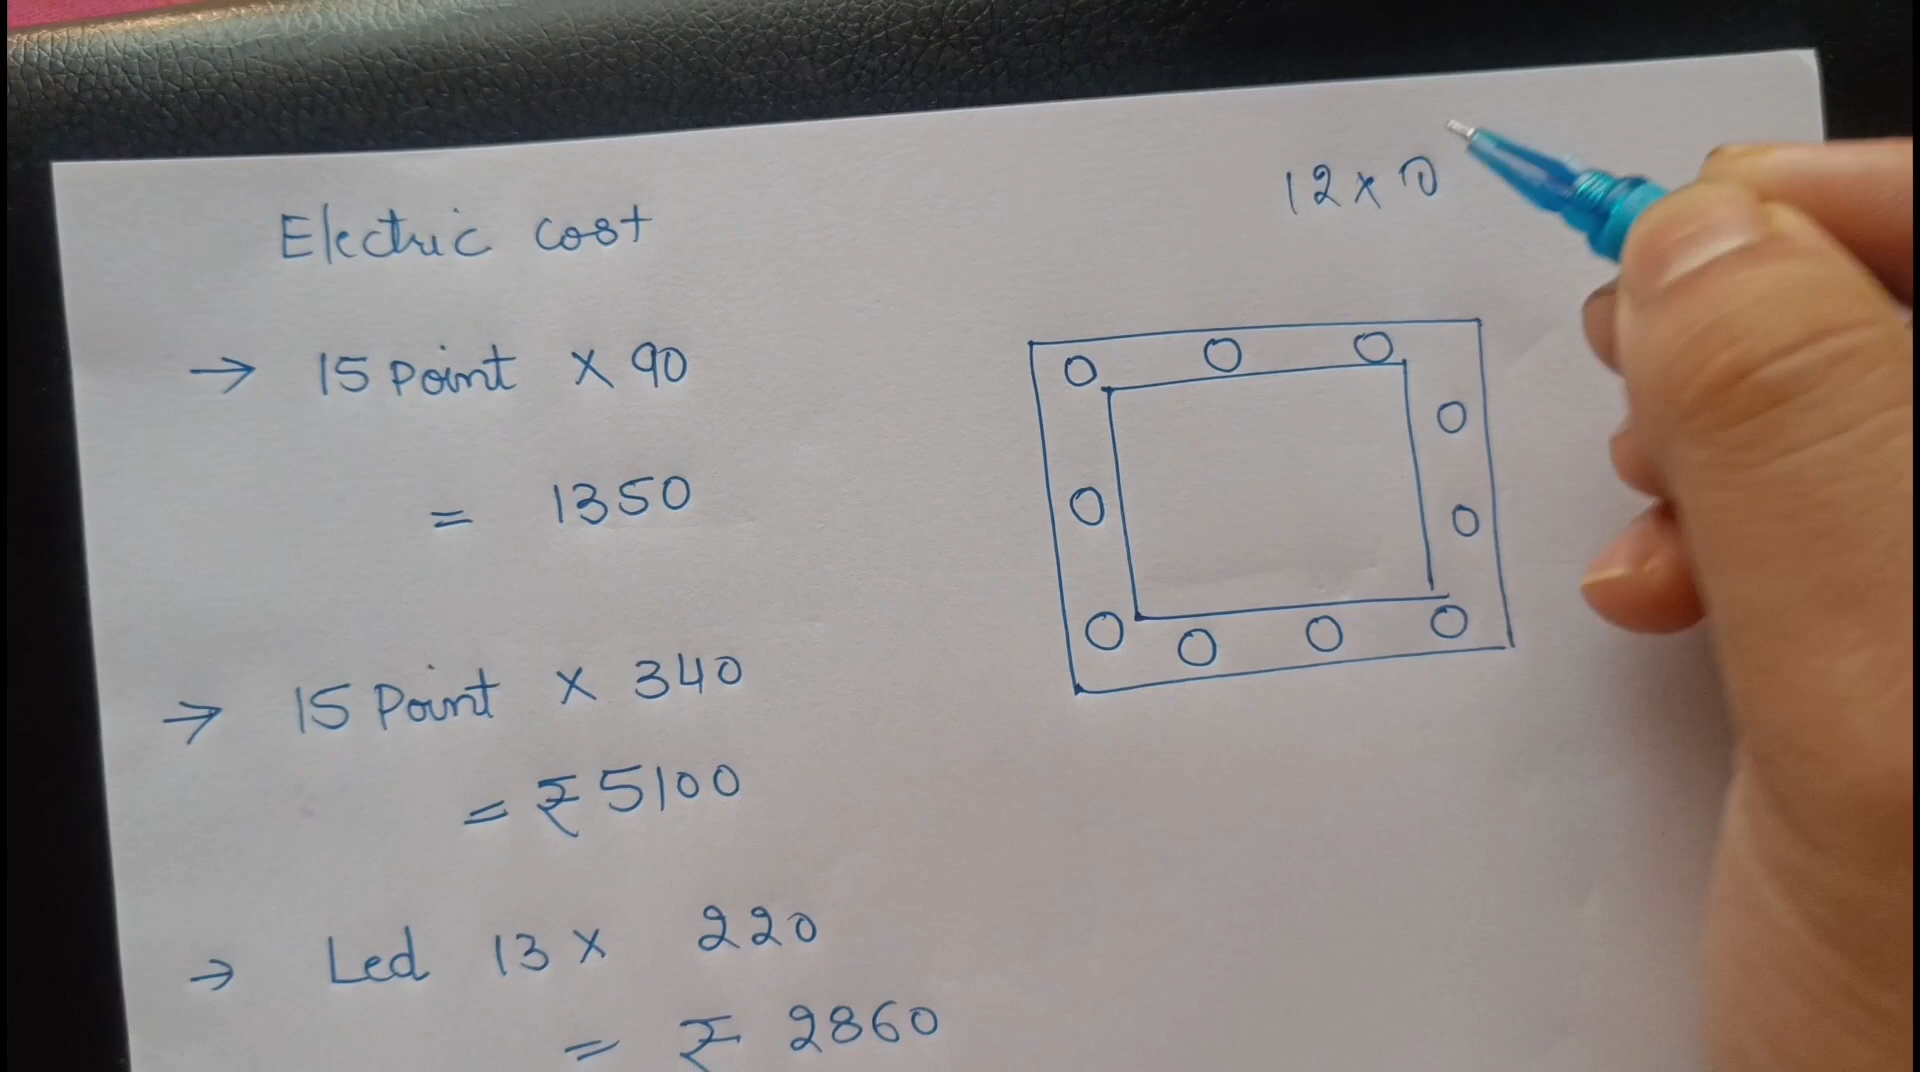 Electric cost
12 x
→ 15 Point x 90
= 1350
→ 15 Point x 340
= ₹ 5100
→ Led 13 x 220
= ₹ 2860